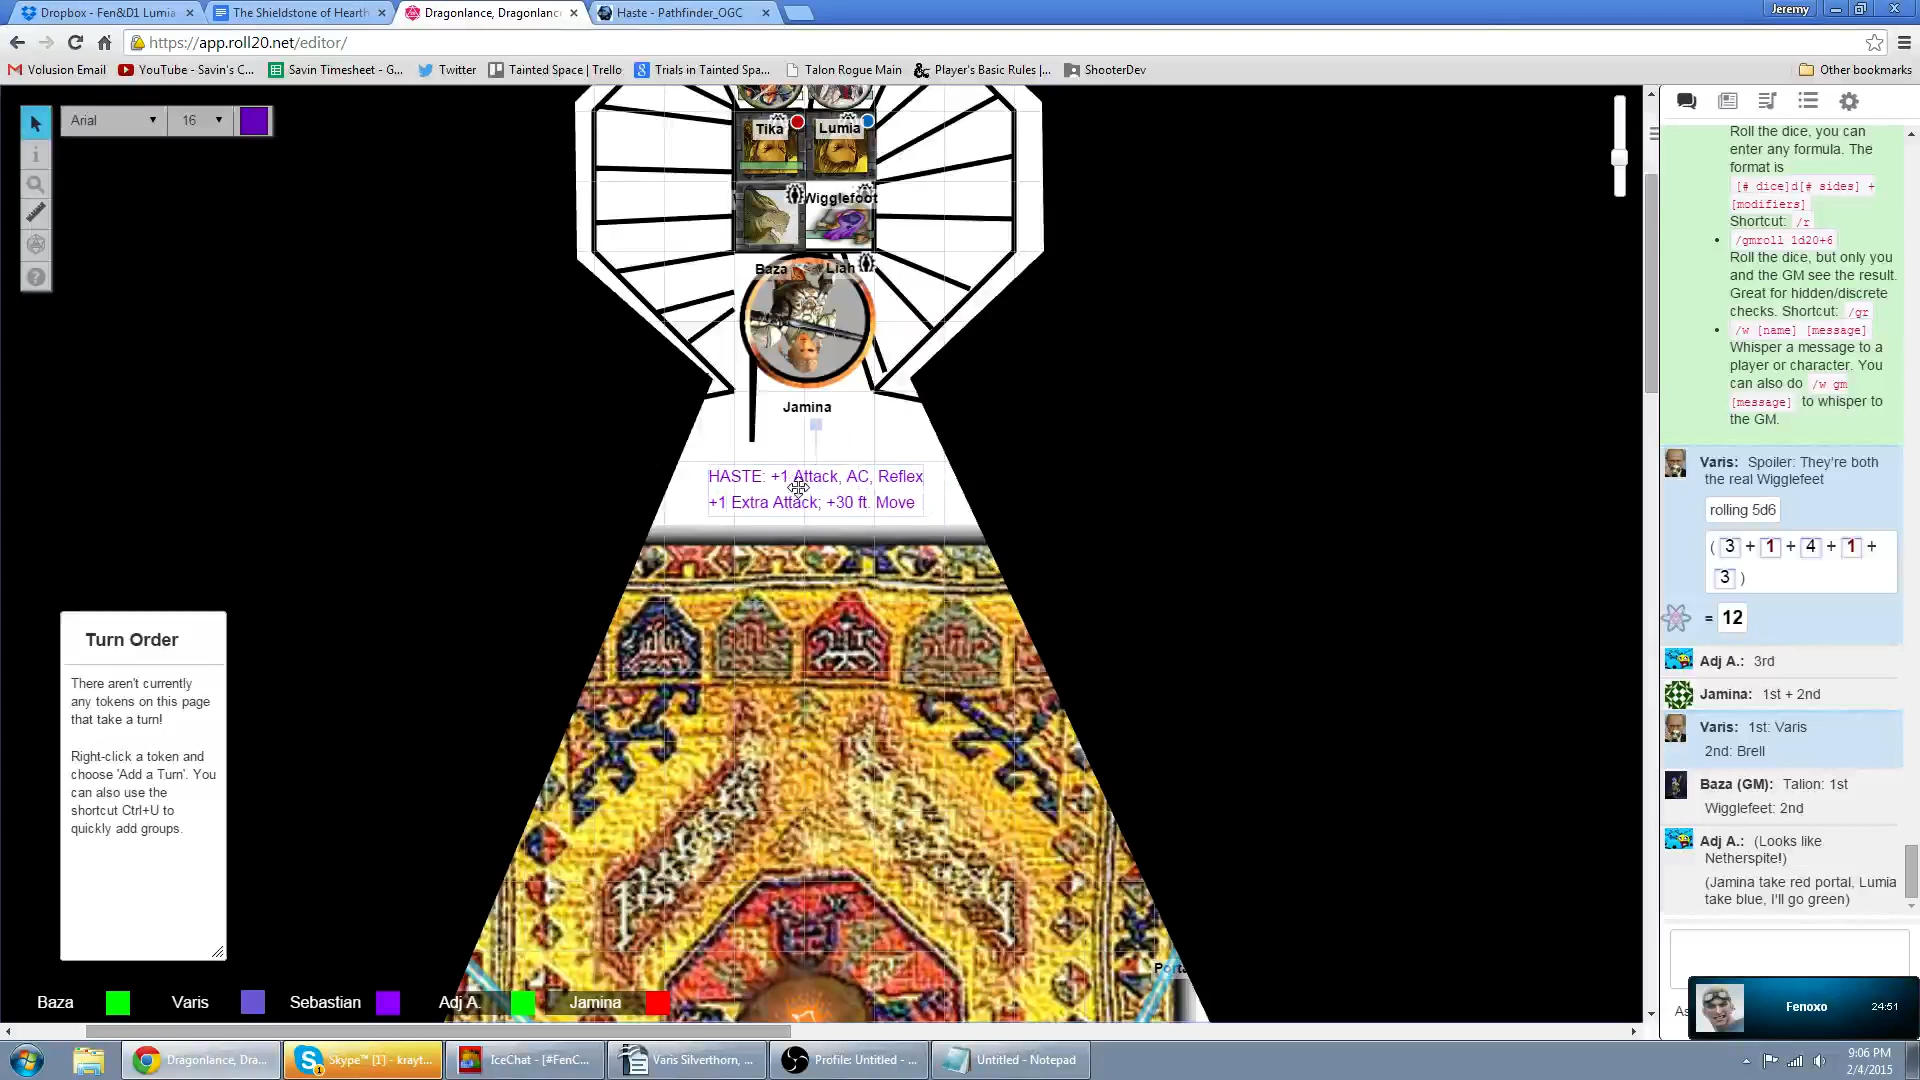 Dropbox - Fen&D1 Lumia
The Shieldstone of Hearth
Dragonlance, Dragonlanc
Haste - Pathfinder_OGC
Jeremy
https://app.roll20.net/editor/
Volusion Email
YouTube - Savin's C...
Savin Timesheet - G...
Twitter
Tainted Space | Trello
Trials in Tainted Spa...
Talon Rogue Main
Player's Basic Rules |...
ShooterDev
Other bookmarks
Arial
16
Tika
Lumia
Wigglefoot
Baza
Liah
Jamina
HASTE: +1 Attack, AC, Reflex
+1 Extra Attack; +30 ft. Move
Turn Order
There aren't currently
any tokens on this page
that take a turn!
Right-click a token and
choose 'Add a Turn'. You
can also use the
shortcut Ctrl+U to
quickly add groups.
Baza
Varis
Sebastian
Adj A.
Jamina
Roll the dice, you can
enter any formula. The
format is
[# dice]d[# sides] +
[modifiers]
Shortcut: /r
/gmroll 1d20+6
Roll the dice, but only you
and the GM see the result.
Great for hidden/discrete
checks. Shortcut: /gr
/w [name] [message]
Whisper a message to a
player or character. You
can also do /w gm
[message] to whisper to
the GM.
Varis: Spoiler: They're both
the real Wigglefeet
rolling 5d6
( 3 + 1 + 4 + 1 +
3 )
= 12
Adj A.: 3rd
Jamina: 1st + 2nd
Varis: 1st: Varis
2nd: Brell
Baza (GM): Talion: 1st
Wigglefeet: 2nd
Adj A.: (Looks like
Netherspite!)
(Jamina take red portal, Lumia
take blue, I'll go green)
Porta
As
Fenoxo
24:51
Dragonlance, Dra...
Skype™ [1] - krayt...
IceChat - [#FenC...
Varis Silverthorn, ...
Profile: Untitled - ...
Untitled - Notepad
9:06 PM
2/4/2015